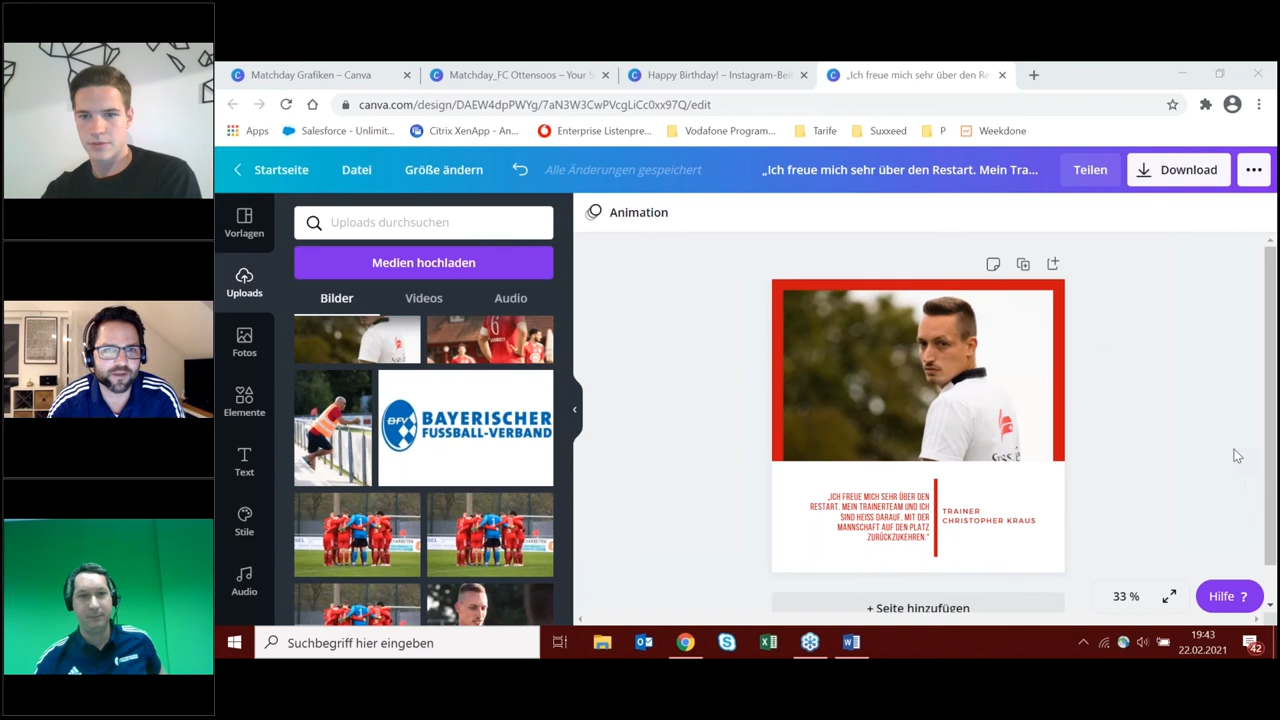 Matchday Grafiken – Canva
Matchday_FC Ottensoos – Your S
Happy Birthday! – Instagram-Bei
„Ich freue mich sehr über den Re
canva.com/design/DAEW4dpPWYg/7aN3W3CwPVcgLiCc0xx97Q/edit
Apps
Salesforce - Unlimit...
Citrix XenApp - An...
Enterprise Listenpre...
Vodafone Program...
Tarife
Suxxeed
P
Weekdone
Startseite
Datei
Größe ändern
Alle Änderungen gespeichert
„Ich freue mich sehr über den Restart. Mein Tra...
Teilen
Download
Vorlagen
Uploads
Fotos
Elemente
Text
Stile
Audio
Uploads durchsuchen
Medien hochladen
Bilder
Videos
Audio
6
BFV
BAYERISCHER
FUSSBALL-VERBAND
Animation
„ICH FREUE MICH SEHR ÜBER DEN
RESTART. MEIN TRAINERTEAM UND ICH
SIND HEISS DARAUF, MIT DER
MANNSCHAFT AUF DEN PLATZ
ZURÜCKZUKEHREN."
TRAINER
CHRISTOPHER KRAUS
+ Seite hinzufügen
33 %
Hilfe ?
Suchbegriff hier eingeben
19:43
22.02.2021
42